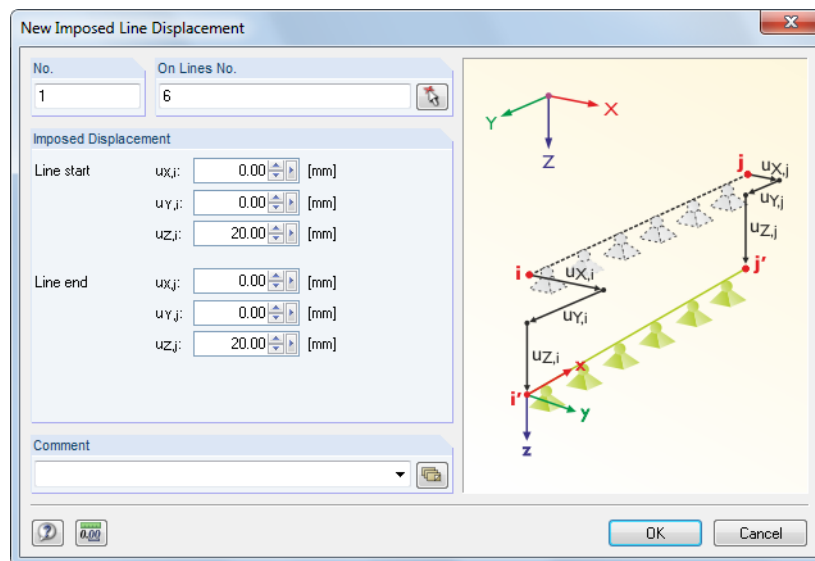 New Imposed Line Displacement
No.
On Lines No.
1
6
Imposed Displacement
Line start
uX,i:
0.00
[mm]
uY,i:
0.00
[mm]
uZ,i:
20.00
[mm]
Line end
uX,j:
0.00
[mm]
uY,j:
0.00
[mm]
uZ,j:
20.00
[mm]
Comment
Y
X
Z
j
uX,j
uY,j
uZ,j
j'
i
uX,i
uY,i
uZ,i
x
i'
y
z
0.00
OK
Cancel